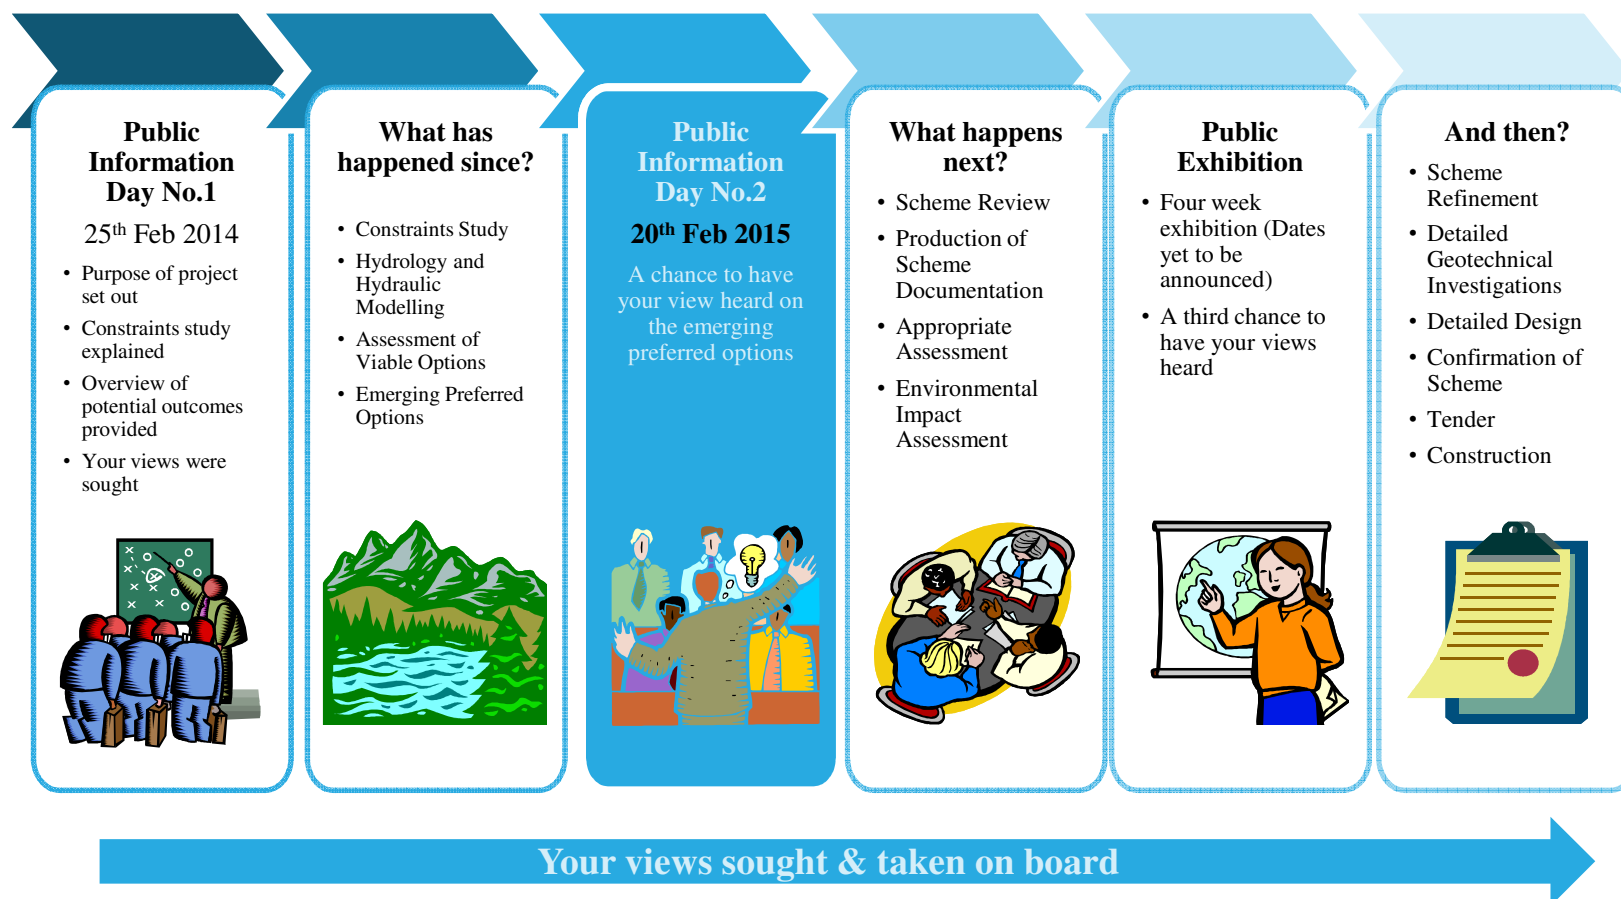 Public
Information
Day No.1
25th Feb 2014
• Purpose of project
set out
• Constraints study
explained
• Overview of
potential outcomes
provided
• Your views were
sought
What has
happened since?
• Constraints Study
• Hydrology and
Hydraulic
Modelling
• Assessment of
Viable Options
• Emerging Preferred
Options
Public
Information
Day No.2
20th Feb 2015
A chance to have
your view heard on
the emerging
preferred options
What happens
next?
• Scheme Review
• Production of
Scheme
Documentation
• Appropriate
Assessment
• Environmental
Impact
Assessment
Public
Exhibition
• Four week
exhibition (Dates
yet to be
announced)
• A third chance to
have your views
heard
And then?
• Scheme
Refinement
• Detailed
Geotechnical
Investigations
• Detailed Design
• Confirmation of
Scheme
• Tender
• Construction
Your views sought & taken on board